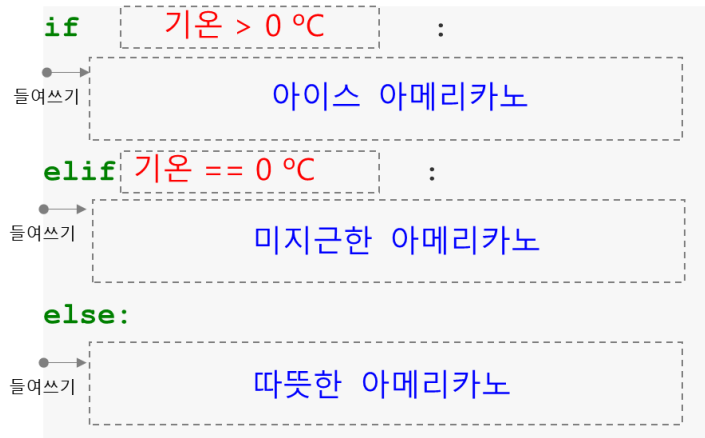 if 기온 > 0 ºC :
들여쓰기 아이스 아메리카노
elif 기온 == 0 ºC :
들여쓰기 미지근한 아메리카노
else:
들여쓰기 따뜻한 아메리카노